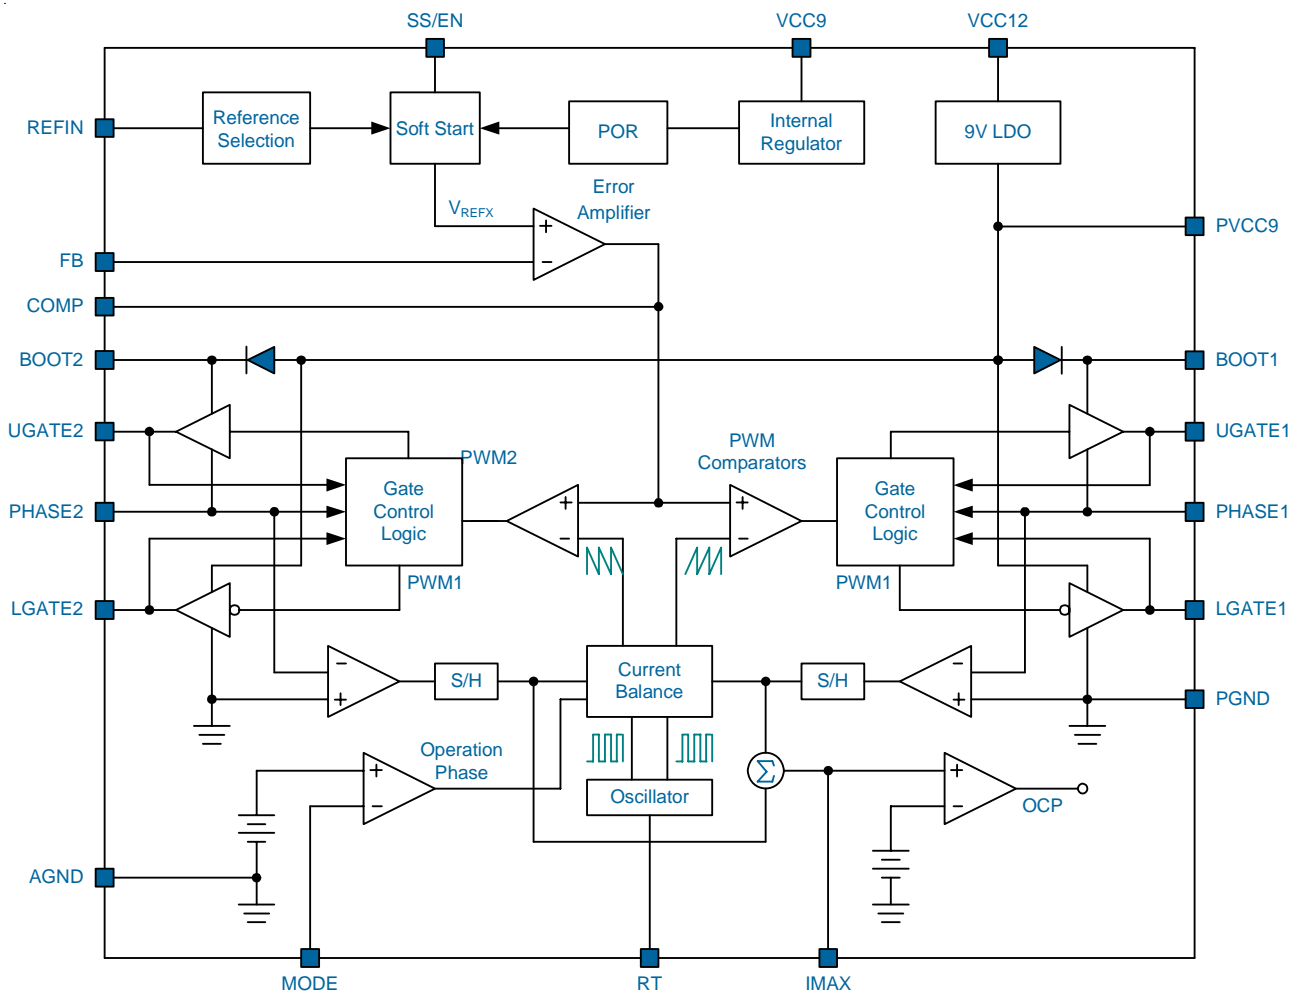 SS/EN
VCC9
VCC12
REFIN
Reference
Selection
Soft Start
POR
Internal
Regulator
9V LDO
Error
Amplifier
VREFX
+
−
PVCC9
FB
COMP
BOOT2
BOOT1
UGATE2
UGATE1
PWM2
PWM
Comparators
Gate
Control
Logic
+
−
+
−
Gate
Control
Logic
PHASE2
PHASE1
PWM1
PWM1
LGATE2
LGATE1
−
+
S/H
Current
Balance
S/H
−
+
PGND
Operation
Phase
+
−
Oscillator
Σ
+
−
OCP
AGND
MODE
RT
IMAX